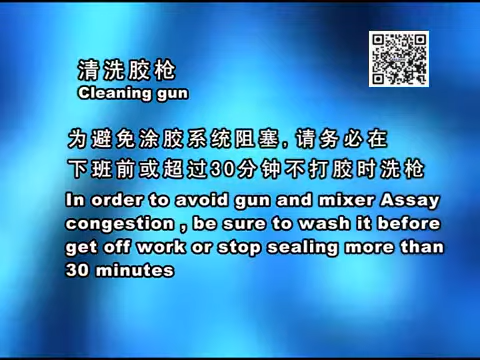 清洗胶枪
Cleaning gun
为避免涂胶系统阻塞,请务必在
下班前或超过30分钟不打胶时洗枪
In order to avoid gun and mixer Assay
congestion , be sure to wash it before
get off work or stop sealing more than
30 minutes